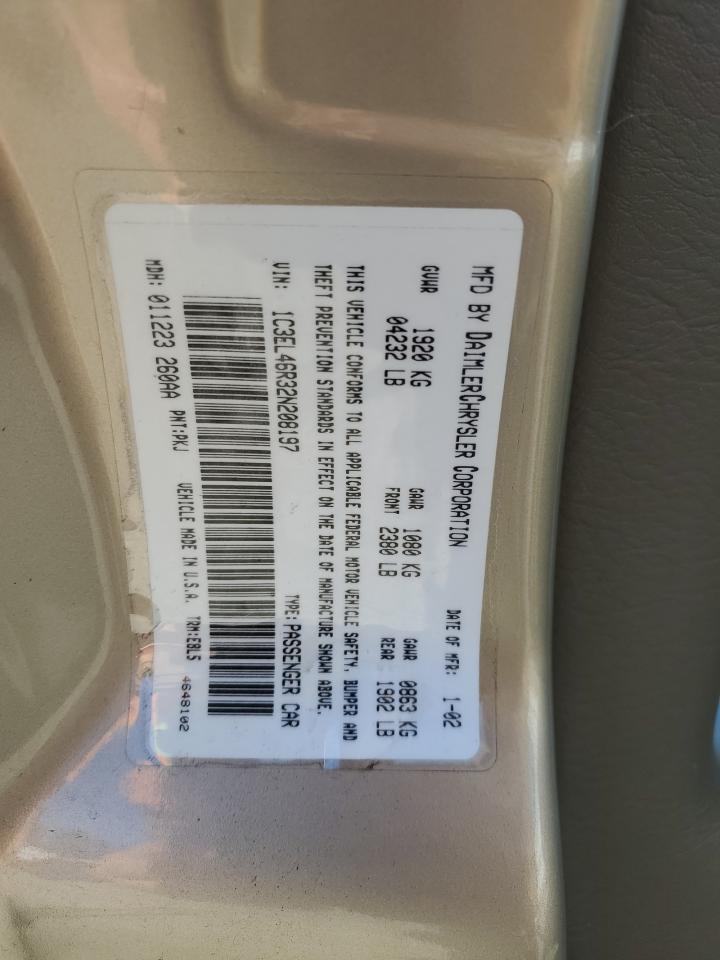 MFD BY DAIMLERCHRYSLER CORPORATION DATE OF MFR: 1-02
GVWR 1920 KG GAWR 1080 KG GAWR 0863 KG
04232 LB FRONT 2380 LB REAR 1902 LB
THIS VEHICLE CONFORMS TO ALL APPLICABLE FEDERAL MOTOR VEHICLE SAFETY, BUMPER AND
THEFT PREVENTION STANDARDS IN EFFECT ON THE DATE OF MANUFACTURE SHOWN ABOVE.
VIN: 1C3EL46R32N208197 TYPE: PASSENGER CAR
MDH: 011223 260AA PNT:PKJ VEHICLE MADE IN U.S.A. TRM:E8L5 4648102